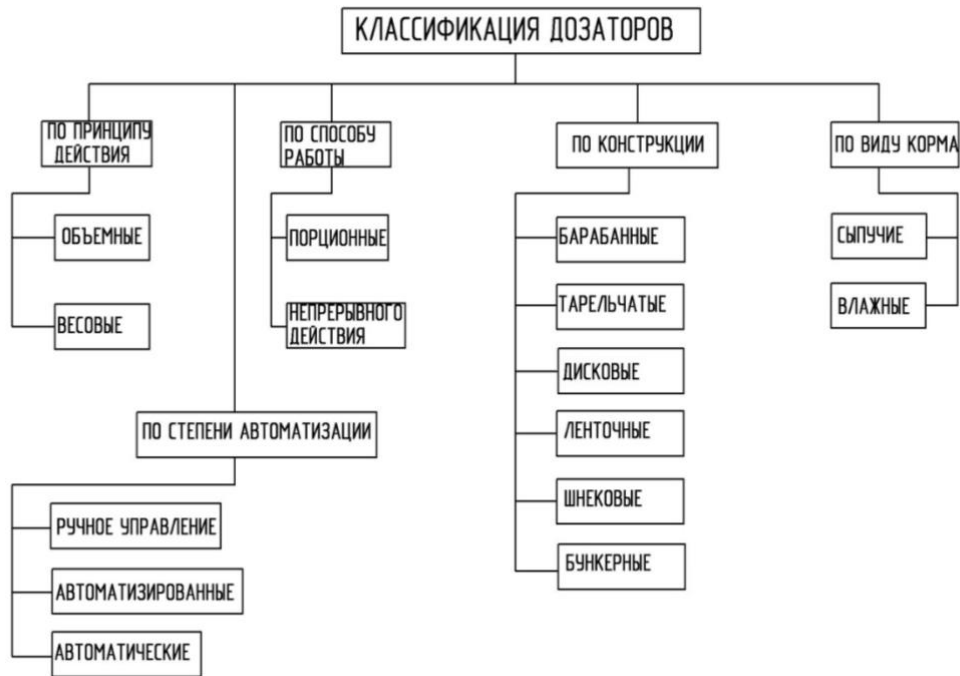 КЛАССИФИКАЦИЯ ДОЗАТОРОВ
ПО ПРИНЦИПУ
ДЕЙСТВИЯ
ОБЪЕМНЫЕ
ВЕСОВЫЕ
ПО СТЕПЕНИ АВТОМАТИЗАЦИИ
РУЧНОЕ УПРАВЛЕНИЕ
АВТОМАТИЗИРОВАННЫЕ
АВТОМАТИЧЕСКИЕ
ПО СПОСОБУ
РАБОТЫ
ПОРЦИОННЫЕ
НЕПРЕРЫВНОГО
ДЕЙСТВИЯ
ПО КОНСТРУКЦИИ
БАРАБАННЫЕ
ТАРЕЛЬЧАТЫЕ
ДИСКОВЫЕ
ЛЕНТОЧНЫЕ
ШНЕКОВЫЕ
БУНКЕРНЫЕ
ПО ВИДУ КОРМА
СЫПУЧИЕ
ВЛАЖНЫЕ